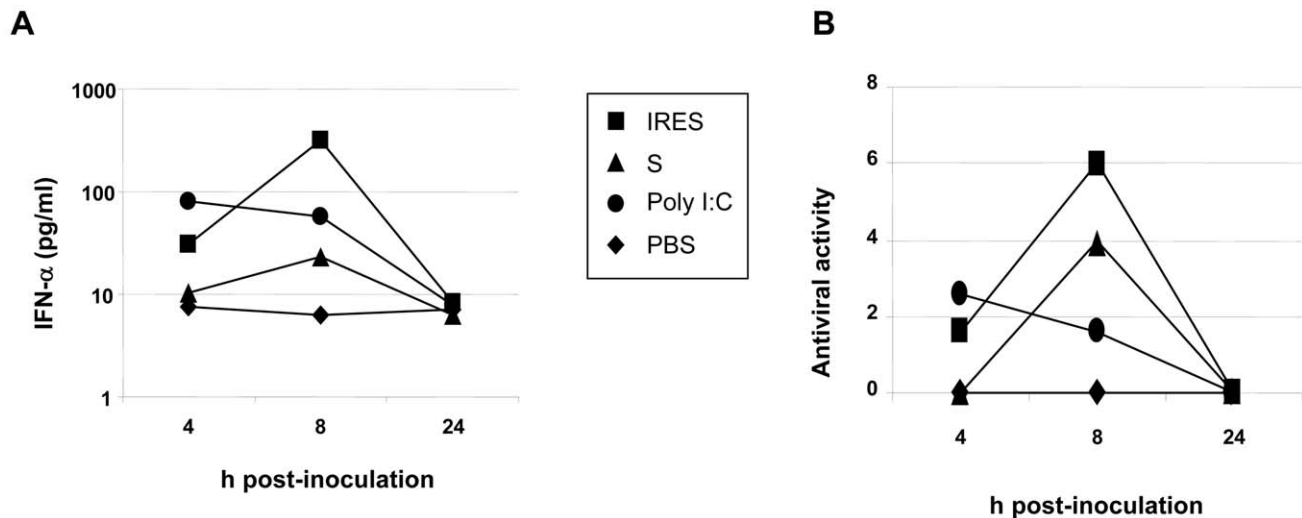 A
1000
100
10
1
IFN-α (pg/ml)
4 8 24
h post-inoculation
IRES
S
Poly I:C
PBS
B
8
6
4
2
0
Antiviral activity
4 8 24
h post-inoculation